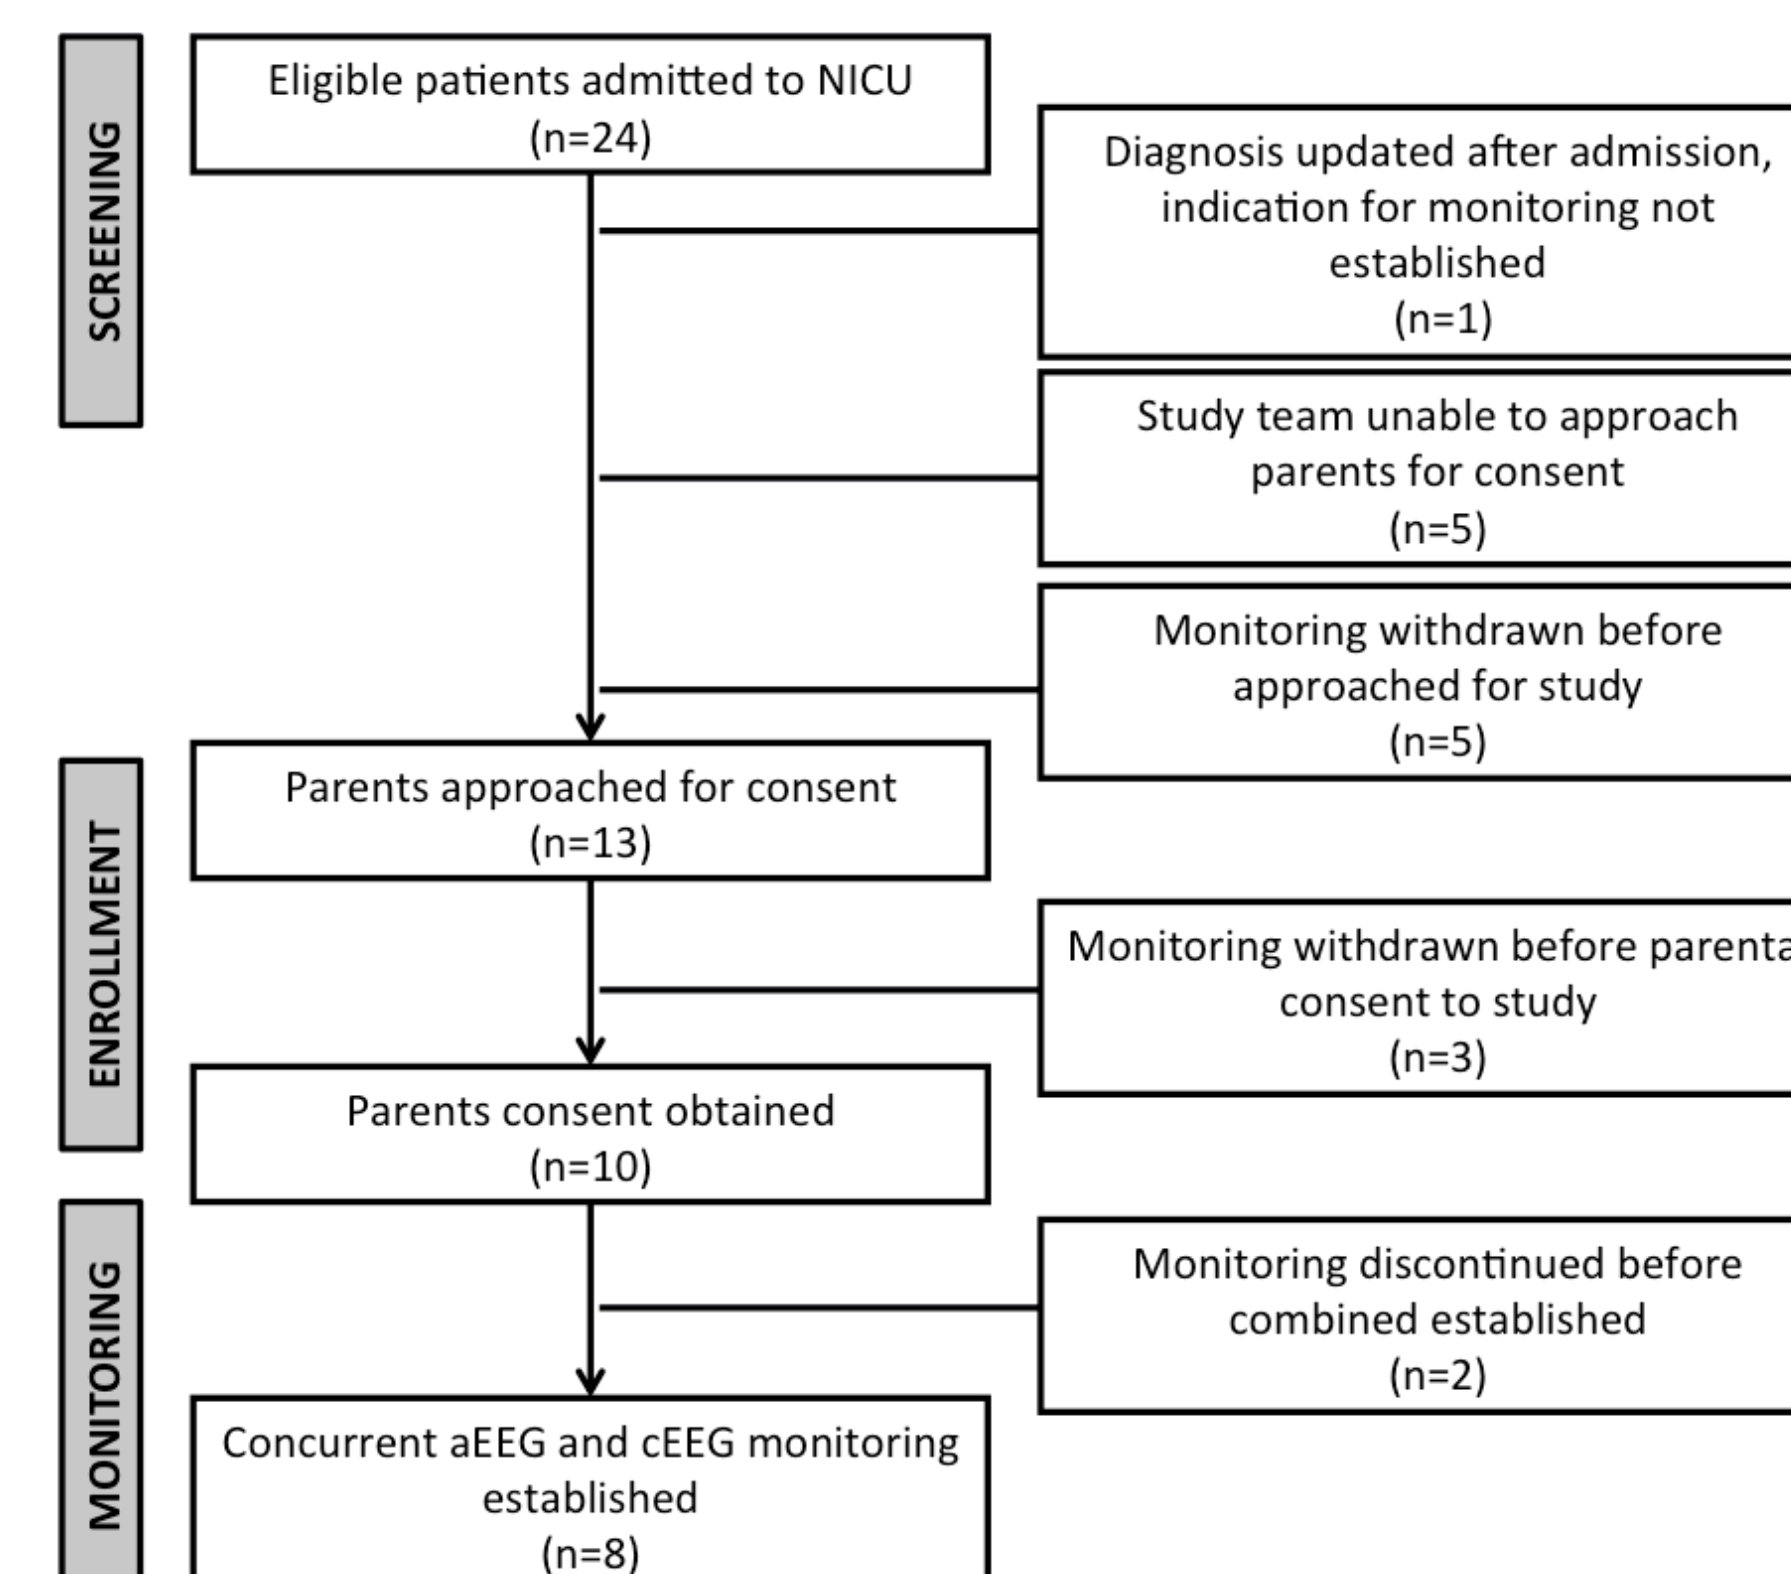 SCREENING
Eligible patients admitted to NICU
(n=24)
Diagnosis updated after admission,
indication for monitoring not
established
(n=1)
Study team unable to approach
parents for consent
(n=5)
Monitoring withdrawn before
approached for study
(n=5)
ENROLLMENT
Parents approached for consent
(n=13)
Monitoring withdrawn before parenta
consent to study
(n=3)
Parents consent obtained
(n=10)
MONITORING
Monitoring discontinued before
combined established
(n=2)
Concurrent aEEG and cEEG monitoring
established
(n=8)